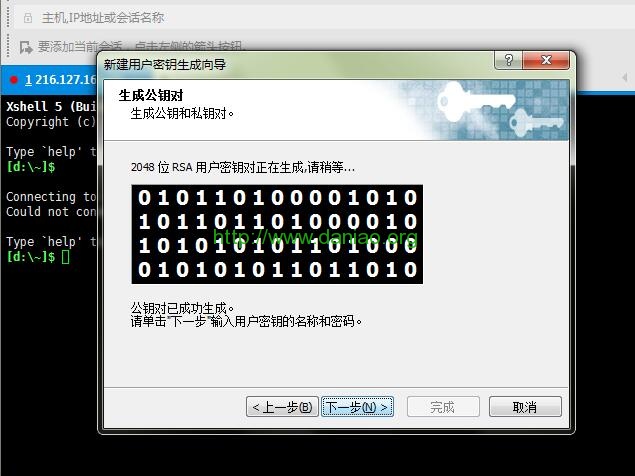 主机,IP地址或会话名称
要添加当前会话，点击左侧的箭头按钮。
1 216.127.16
新建用户密钥生成向导
生成公钥对
生成公钥和私钥对。
Xshell 5 (Bui
Copyright (c)
Type `help' t
[d:\~]$
Connecting to
Could not con
Type `help' t
[d:\~]$
2048 位 RSA 用户密钥对正在生成,请稍等...
010110100001010
101101101000010
101010101101000
010101011011010
http://www.daniao.org
公钥对已成功生成。
请单击"下一步"输入用户密钥的名称和密码。
< 上一步(B)
下一步(N) >
完成
取消